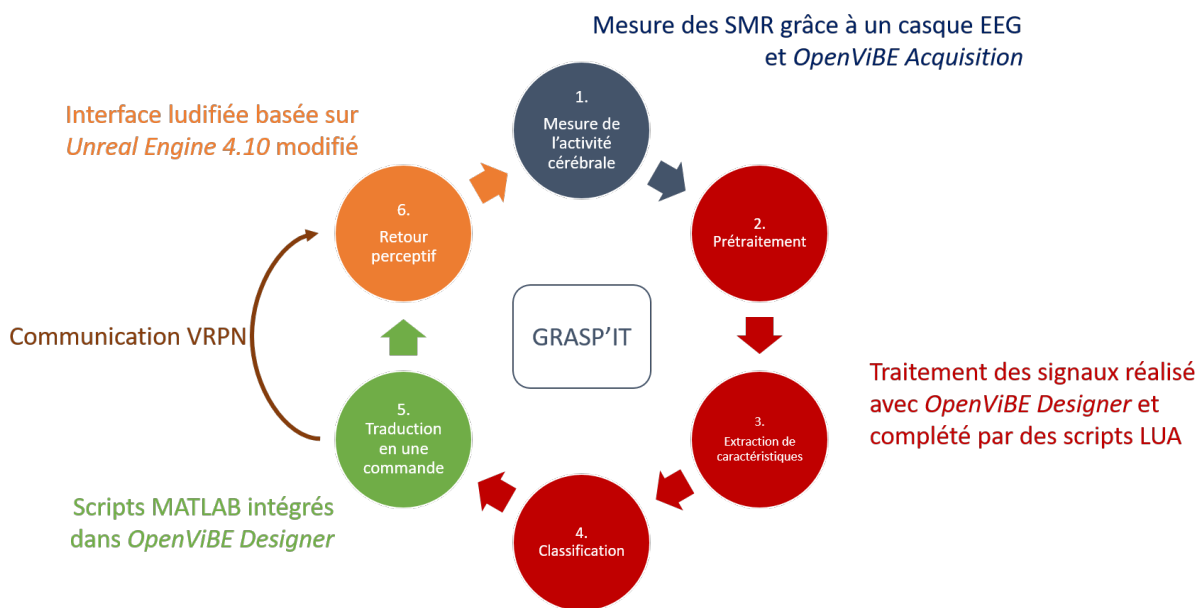 Mesure des SMR grâce à un casque EEG
et OpenViBE Acquisition
1.
Mesure de
l'activité
cérébrale
2.
Prétraitement
3.
Extraction de
caractéristiques
Traitement des signaux réalisé
avec OpenViBE Designer et
complété par des scripts LUA
4.
Classification
5.
Traduction
en une
commande
Scripts MATLAB intégrés
dans OpenViBE Designer
Communication VRPN
6.
Retour
perceptif
Interface ludifiée basée sur
Unreal Engine 4.10 modifié
GRASP'IT